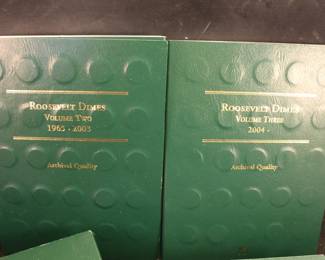 Roosevelt Dimes
Volume Two
1965 - 2003
Archival Quality
Roosevelt Dimes
Volume Three
2004 -
Archival Quality